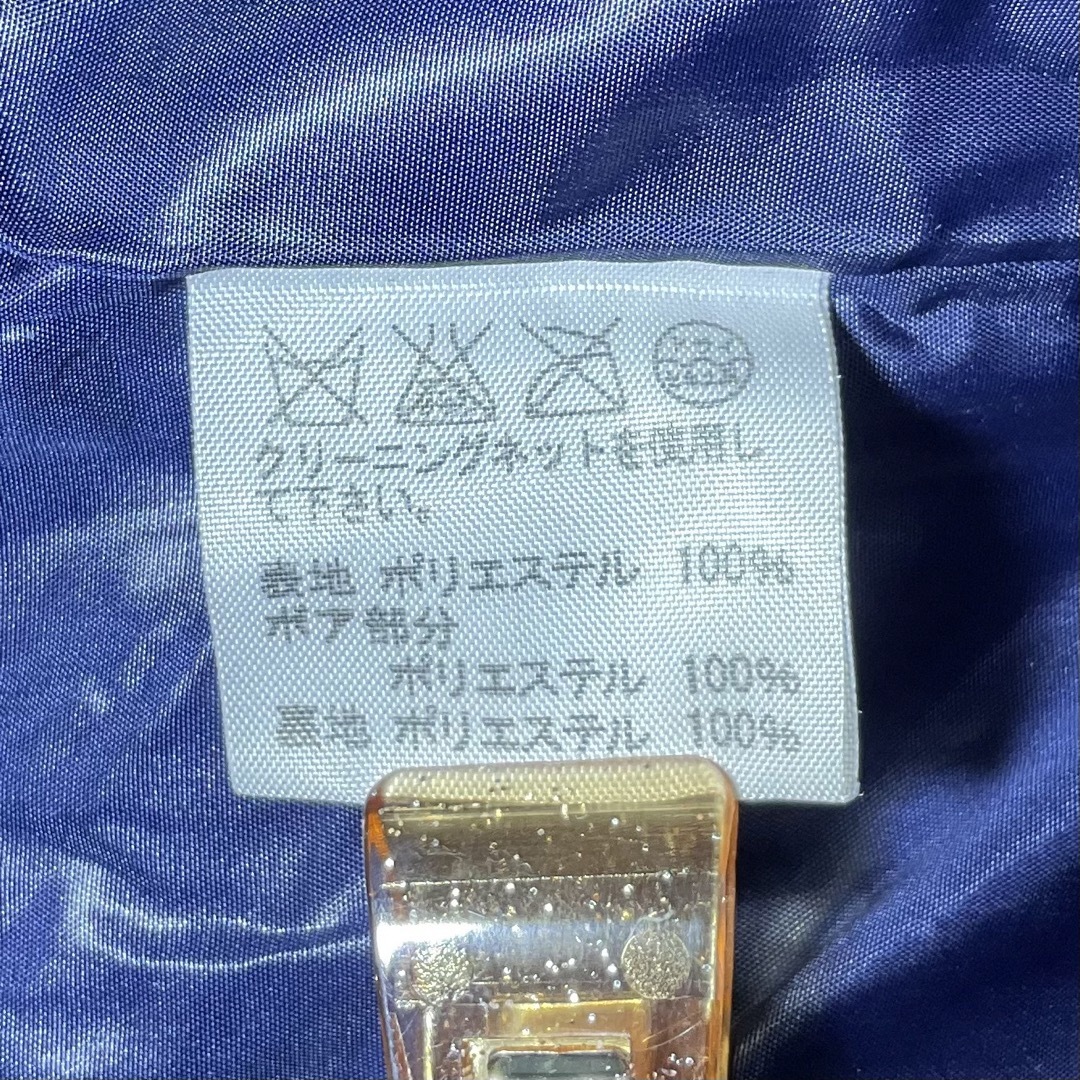 クリーニングネットを使用し
て下さい。
表地 ポリエステル 100%
ボア部分
ポリエステル 100%
裏地 ポリエステル 100%